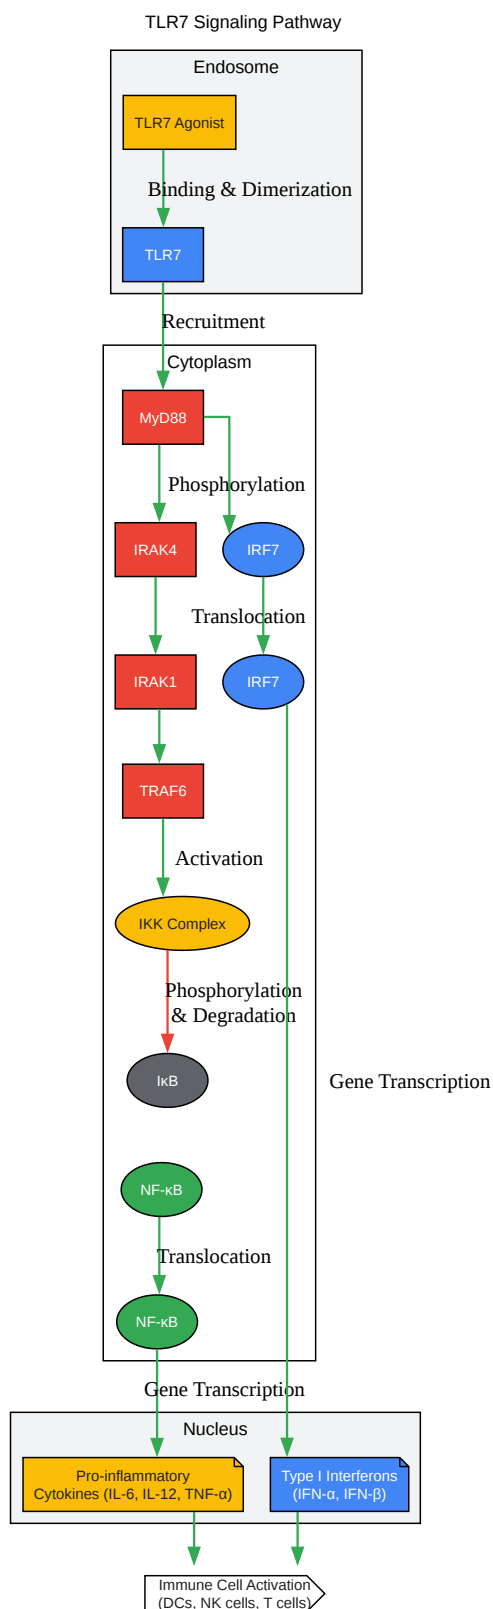 TLR7 Signaling Pathway
Endosome
TLR7 Agonist
Binding & Dimerization
TLR7
Recruitment
Cytoplasm
MyD88
Phosphorylation
IRAK4
IRF7
Translocation
IRAK1
IRF7
TRAF6
Activation
IKK Complex
Phosphorylation
& Degradation
IκB
Gene Transcription
NF-κB
Translocation
NF-κB
Gene Transcription
Nucleus
Pro-inflammatory
Cytokines (IL-6, IL-12, TNF-α)
Type I Interferons
(IFN-α, IFN-β)
Immune Cell Activation
(DCs, NK cells, T cells)